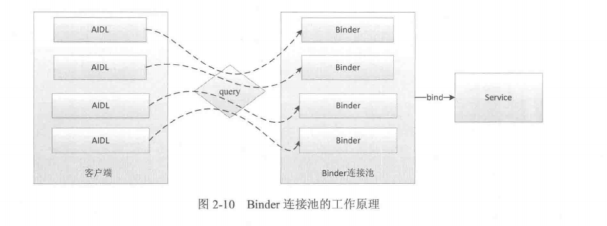 AIDL
AIDL
AIDL
AIDL
客户端
query
Binder
Binder
Binder
Binder
Binder连接池
bind
Service
图 2-10 Binder 连接池的工作原理